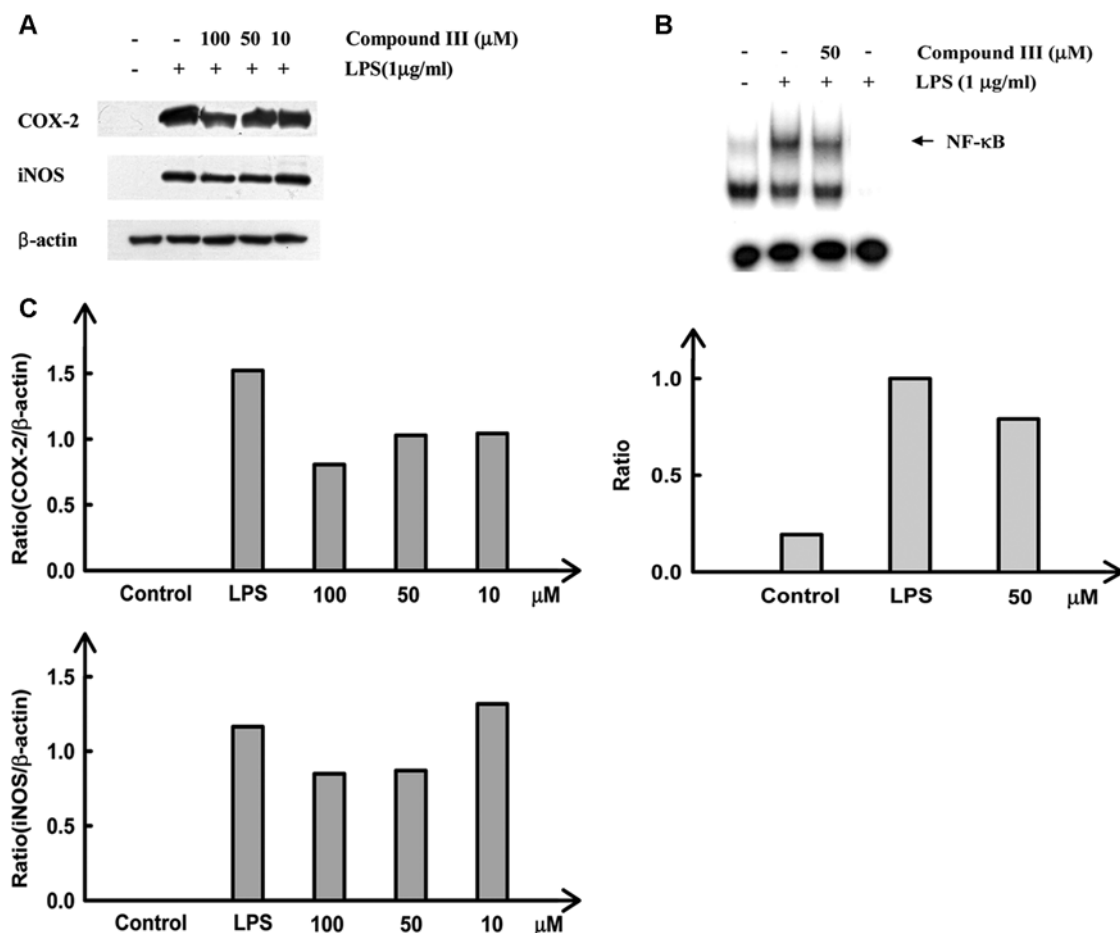 A
- - 100 50 10 Compound III (μM)
- + + + + LPS(1μg/ml)
COX-2
iNOS
β-actin
B
- - 50 - Compound III (μM)
- + + + LPS (1 μg/ml)
← NF-κB
C
Ratio(COX-2/β-actin)
1.5
1.0
0.5
0.0
Control LPS 100 50 10 μM
Ratio
1.0
0.5
0.0
Control LPS 50 μM
Ratio(iNOS/β-actin)
1.5
1.0
0.5
0.0
Control LPS 100 50 10 μM